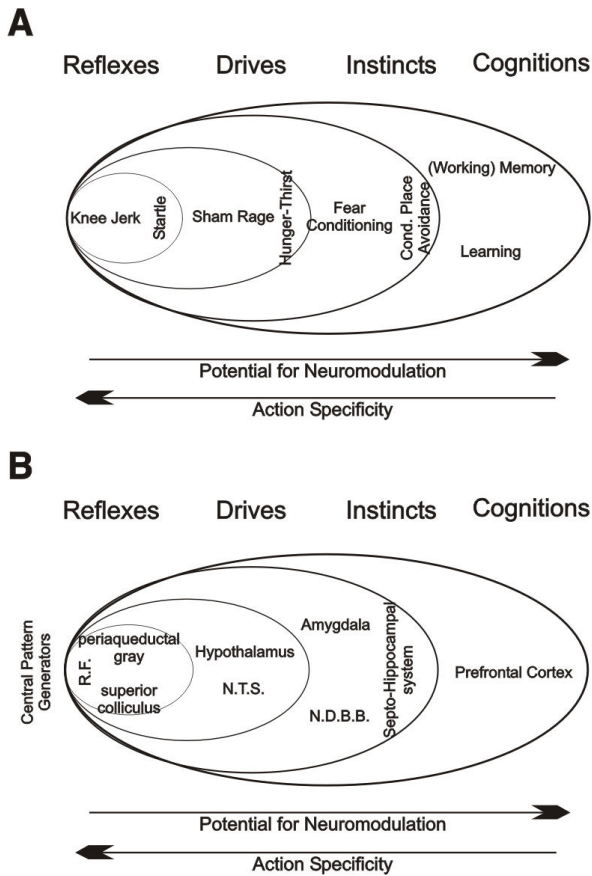 A
Reflexes Drives Instincts Cognitions
(Working) Memory
Knee Jerk
Startle
Sham Rage
Hunger-Thirst
Fear
Conditioning
Cond. Place
Avoidance
Learning
Potential for Neuromodulation
Action Specificity
B
Reflexes Drives Instincts Cognitions
Central Pattern
Generators
R.F.
periaqueductal
gray
superior
colliculus
Hypothalamus
N.T.S.
Amygdala
N.D.B.B.
Septo-Hippocampal
system
Prefrontal Cortex
Potential for Neuromodulation
Action Specificity